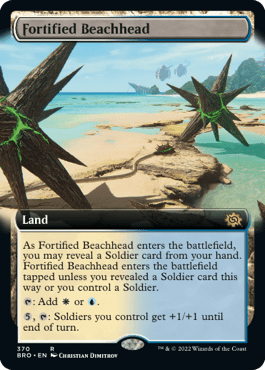 Fortified Beachhead
Land
As Fortified Beachhead enters the battlefield,
you may reveal a Soldier card from your hand.
Fortified Beachhead enters the battlefield
tapped unless you revealed a Soldier card this
way or you control a Soldier.
: Add or .
5, : Soldiers you control get +1/+1 until
end of turn.
370 R
BRO • EN Christian Dimitrov
™ & © 2022 Wizards of the Coast